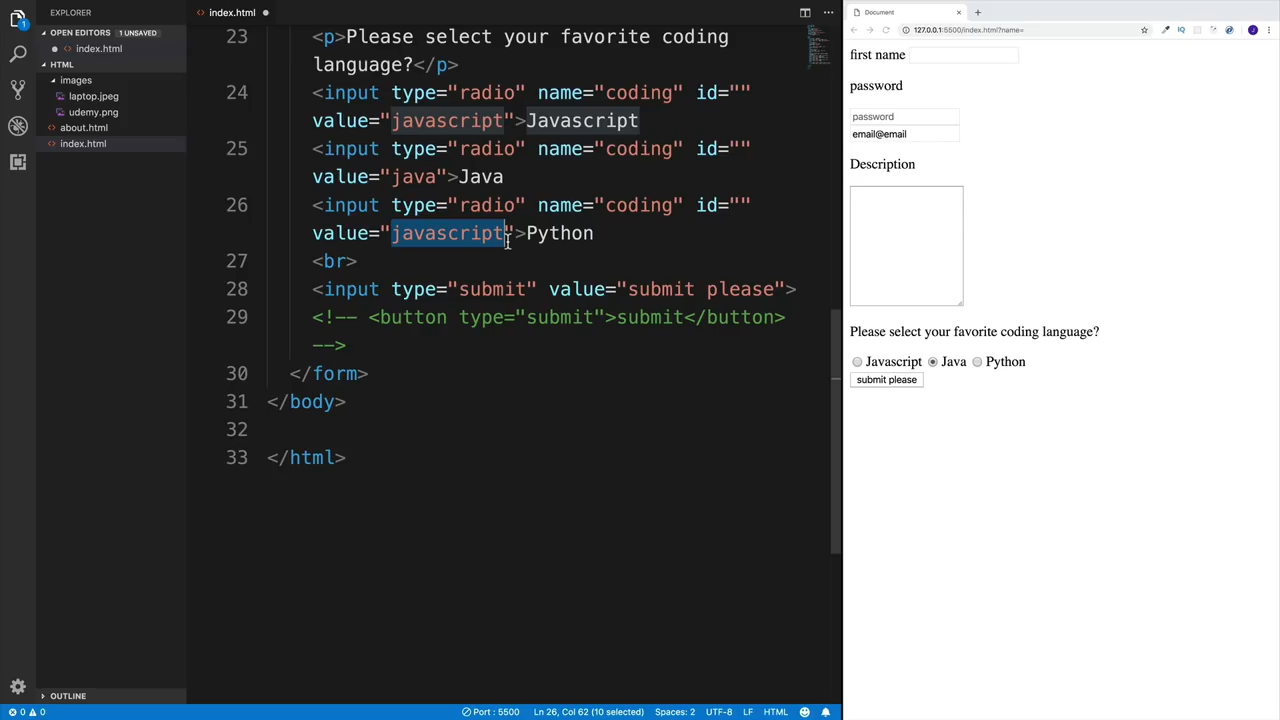 EXPLORER
OPEN EDITORS 1 UNSAVED
index.html
HTML
images
laptop.jpeg
udemy.png
about.html
index.html
OUTLINE
index.html
23 <p>Please select your favorite coding
language?</p>
24 <input type="radio" name="coding" id=""
value="javascript">Javascript
25 <input type="radio" name="coding" id=""
value="java">Java
26 <input type="radio" name="coding" id=""
value="javascript">Python
27 <br>
28 <input type="submit" value="submit please">
29 <!-- <button type="submit">submit</button>
-->
30 </form>
31 </body>
32
33 </html>
0 0 Port : 5500 Ln 26, Col 62 (10 selected) Spaces: 2 UTF-8 LF HTML
Document
127.0.0.1:5500/index.html?name=
first name
password
password
email@email
Description
Please select your favorite coding language?
Javascript Java Python
submit please